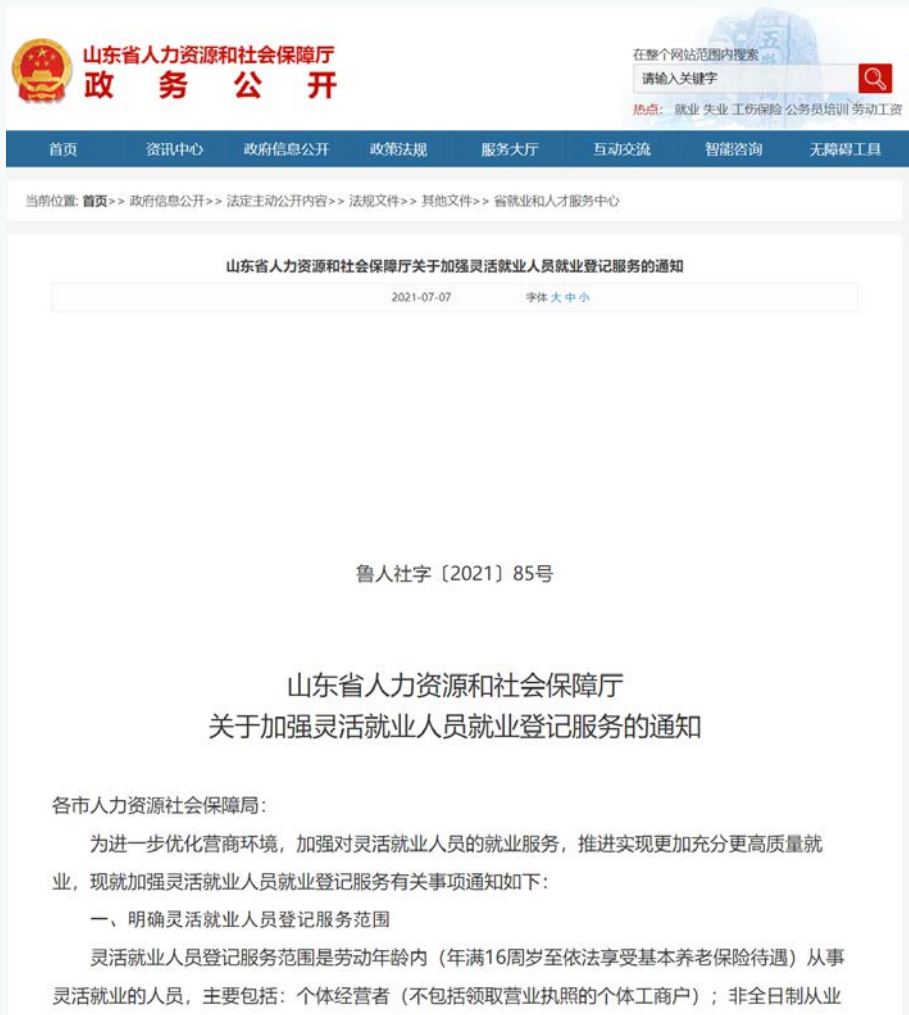 山东省人力资源和社会保障厅
政务公开
在整个网站范围内搜索
请输入关键字
热点： 就业 失业 工伤保险 公务员培训 劳动工资
首页 资讯中心 政府信息公开 政策法规 服务大厅 互动交流 智能咨询 无障碍工具
当前位置: 首页>> 政府信息公开>> 法定主动公开内容>> 法规文件>> 其他文件>> 省就业和人才服务中心
山东省人力资源和社会保障厅关于加强灵活就业人员就业登记服务的通知
2021-07-07 字体 大 中 小
鲁人社字〔2021〕85号
山东省人力资源和社会保障厅
关于加强灵活就业人员就业登记服务的通知
各市人力资源社会保障局：
为进一步优化营商环境，加强对灵活就业人员的就业服务，推进实现更加充分更高质量就
业，现就加强灵活就业人员就业登记服务有关事项通知如下：
一、明确灵活就业人员登记服务范围
灵活就业人员登记服务范围是劳动年龄内（年满16周岁至依法享受基本养老保险待遇）从事
灵活就业的人员，主要包括：个体经营者（不包括领取营业执照的个体工商户）；非全日制从业